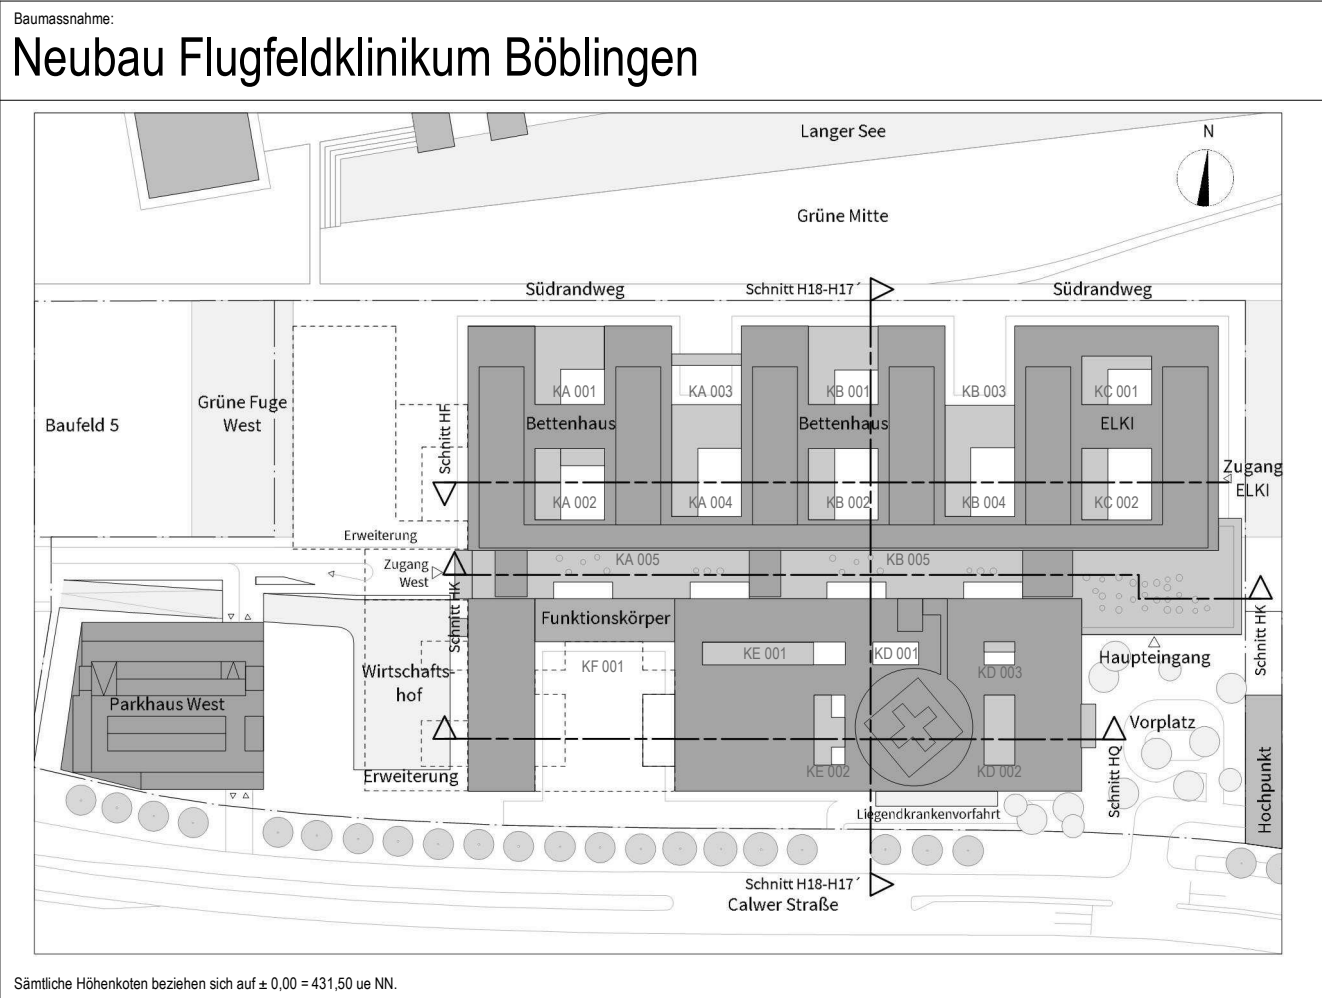 Baumassnahme:
Neubau Flugfeldklinikum Böblingen
Langer See
N
Grüne Mitte
Südrandweg
Schnitt H18-H17´
Südrandweg
KA 001
KA 003
KB 001
KB 003
KC 001
Grüne Fuge
West
Baufeld 5
Schnitt HF
Bettenhaus
Bettenhaus
ELKI
Zugang
ELKI
KA 002
KA 004
KB 002
KB 004
KC 002
Erweiterung
Zugang
West
KA 005
KB 005
Schnitt HK
Schnitt HK
Funktionskörper
KF 001
KE 001
KD 001
KD 003
Haupteingang
Wirtschafts-
hof
Parkhaus West
Vorplatz
Erweiterung
KE 002
KD 002
Schnitt HQ
Hochpunkt
Liegendkrankenvorfahrt
Schnitt H18-H17´
Calwer Straße
Sämtliche Höhenkoten beziehen sich auf ± 0,00 = 431,50 ue NN.